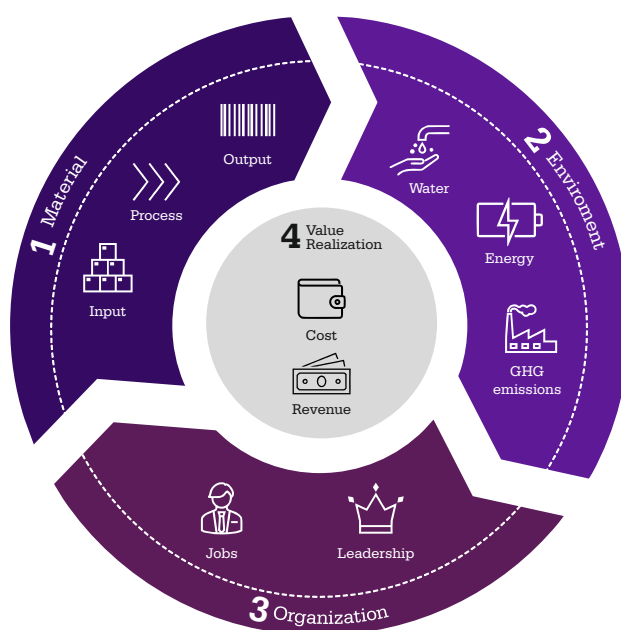 1 Material
Output
Process
Input
2 Enviroment
Water
Energy
GHG
emissions
3 Organization
Jobs
Leadership
4 Value
Realization
Cost
Revenue